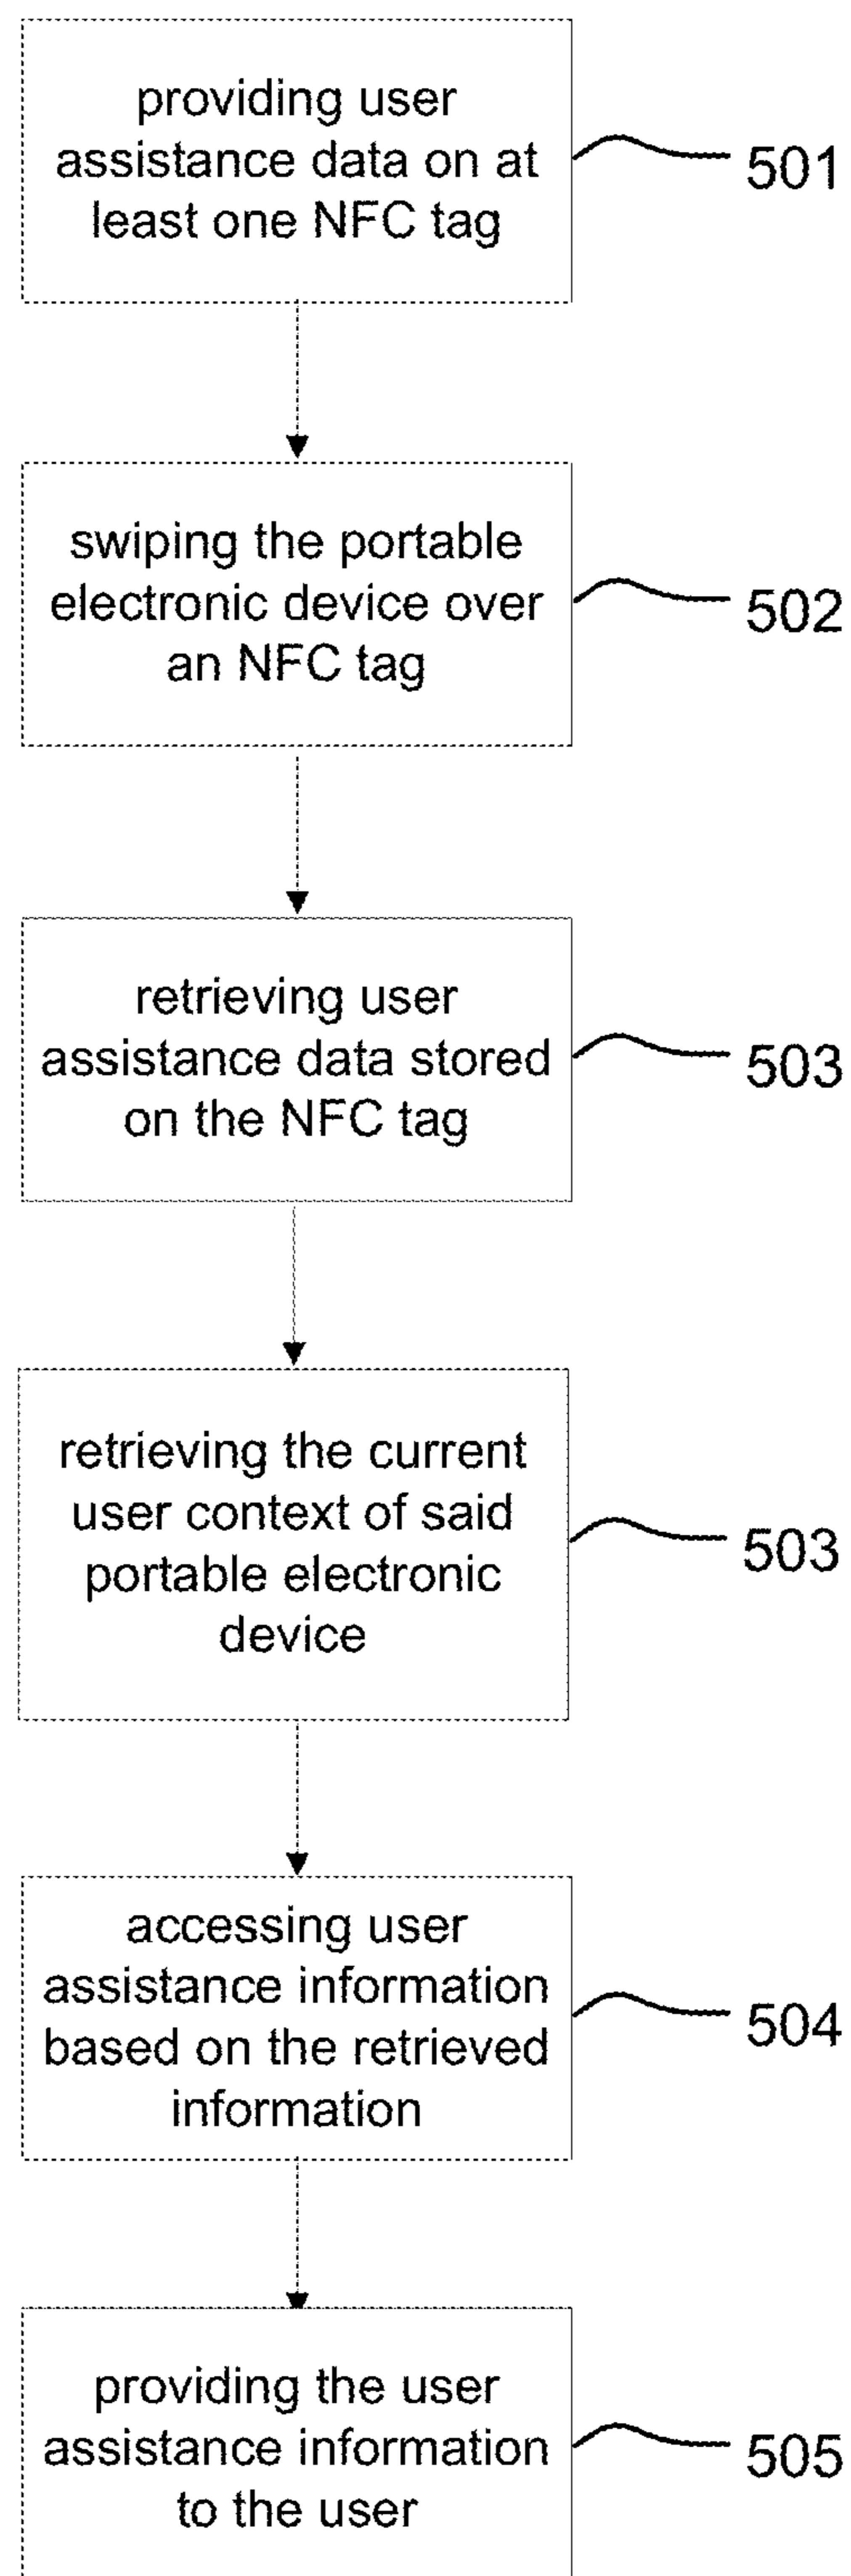 providing user
assistance data on at
least one NFC tag
501
swiping the portable
electronic device over
an NFC tag
502
retrieving user
assistance data stored
on the NFC tag
503
retrieving the current
user context of said
portable electronic
device
503
accessing user
assistance information
based on the retrieved
information
504
providing the user
assistance information
to the user
505